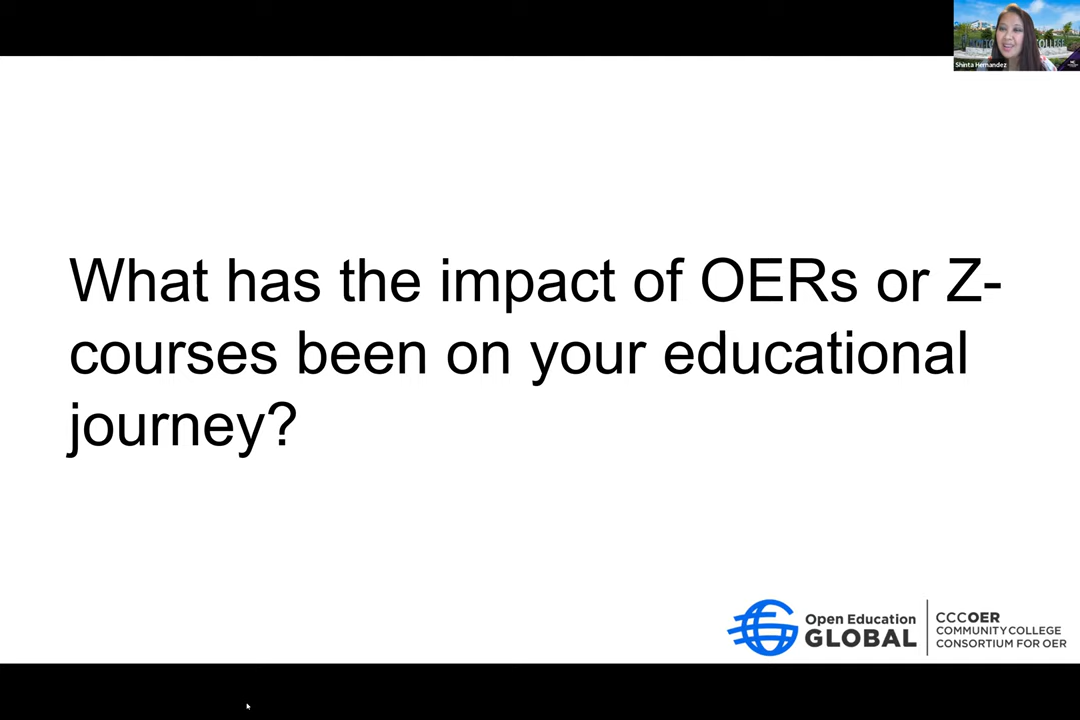 COLLEGE
Shinta Hernandez
What has the impact of OERs or Z-
courses been on your educational
journey?
Open Education
GLOBAL
CCCOER
COMMUNITY COLLEGE
CONSORTIUM FOR OER